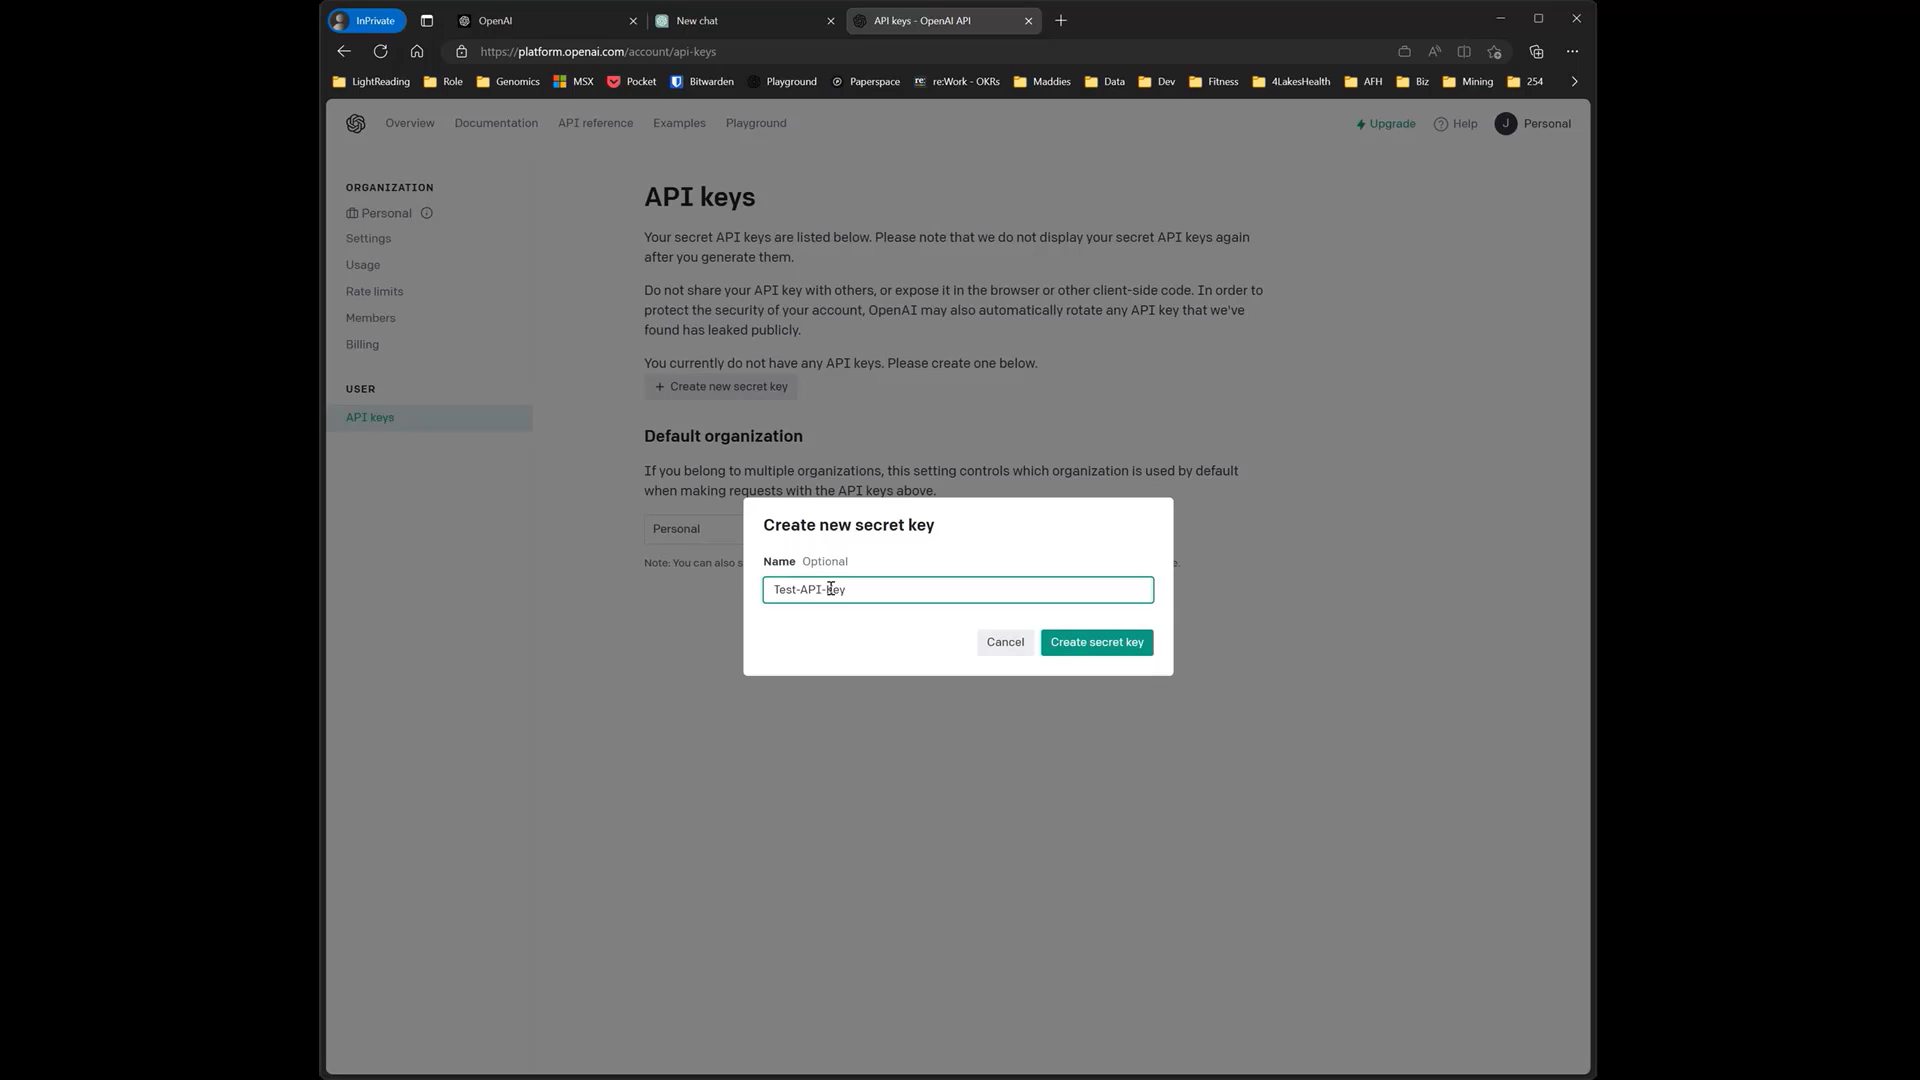 InPrivate
OpenAI
New chat
API keys - OpenAI API
https://platform.openai.com/account/api-keys
LightReading
Role
Genomics
MSX
Pocket
Bitwarden
Playground
Paperspace
re: re:Work - OKRs
Maddies
Data
Dev
Fitness
4LakesHealth
AFH
Biz
Mining
254
Overview
Documentation
API reference
Examples
Playground
Upgrade
Help
J
Personal
ORGANIZATION
Personal
Settings
Usage
Rate limits
Members
Billing
USER
API keys
API keys
Your secret API keys are listed below. Please note that we do not display your secret API keys again
after you generate them.
Do not share your API key with others, or expose it in the browser or other client-side code. In order to
protect the security of your account, OpenAI may also automatically rotate any API key that we've
found has leaked publicly.
You currently do not have any API keys. Please create one below.
+ Create new secret key
Default organization
If you belong to multiple organizations, this setting controls which organization is used by default
when making requests with the API keys above.
Personal
Note: You can also s
e.
Create new secret key
Name Optional
Test-API-Key
Cancel
Create secret key